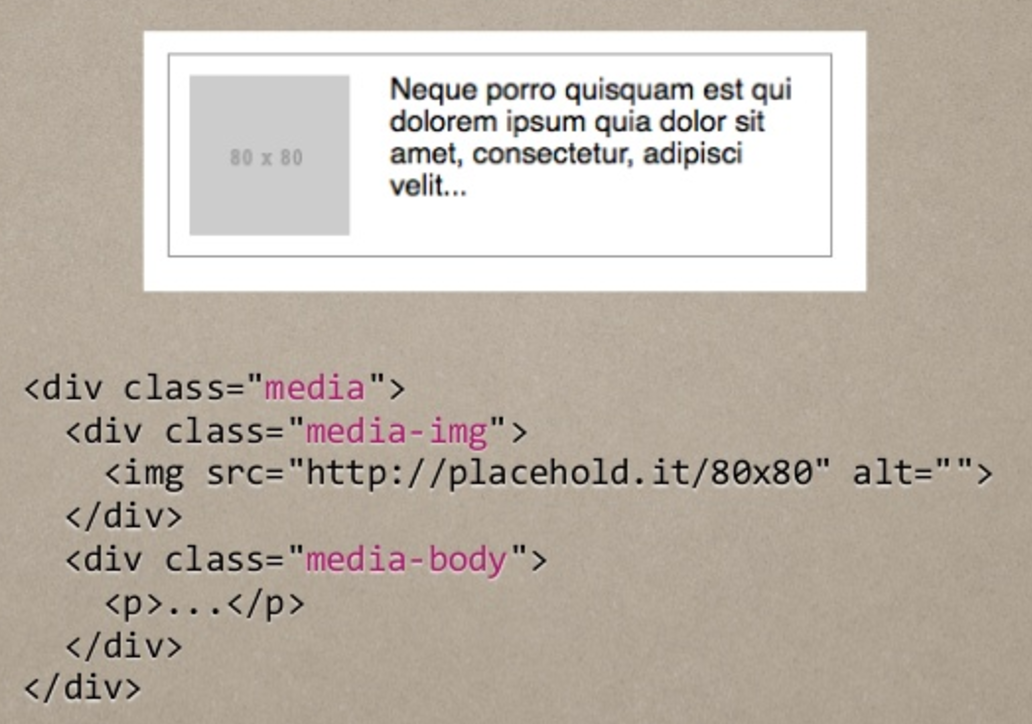 80 x 80
Neque porro quisquam est qui
dolorem ipsum quia dolor sit
amet, consectetur, adipisci
velit...
<div class="media">
  <div class="media-img">
    <img src="http://placehold.it/80x80" alt="">
  </div>
  <div class="media-body">
    <p>...</p>
  </div>
</div>